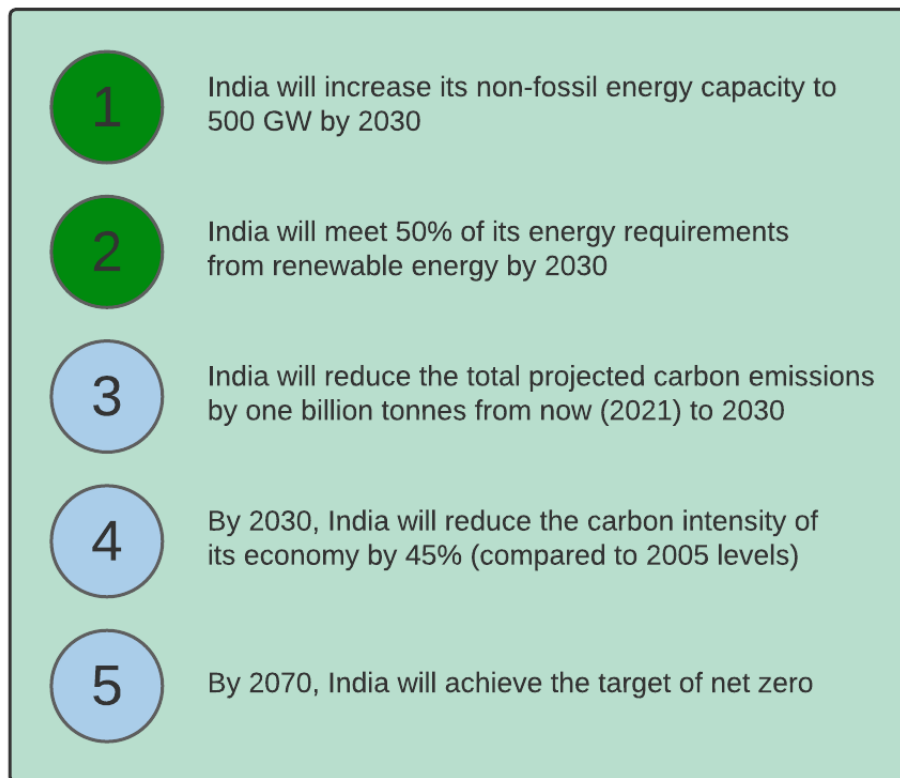 1
India will increase its non-fossil energy capacity to
500 GW by 2030
2
India will meet 50% of its energy requirements
from renewable energy by 2030
3
India will reduce the total projected carbon emissions
by one billion tonnes from now (2021) to 2030
4
By 2030, India will reduce the carbon intensity of
its economy by 45% (compared to 2005 levels)
5
By 2070, India will achieve the target of net zero